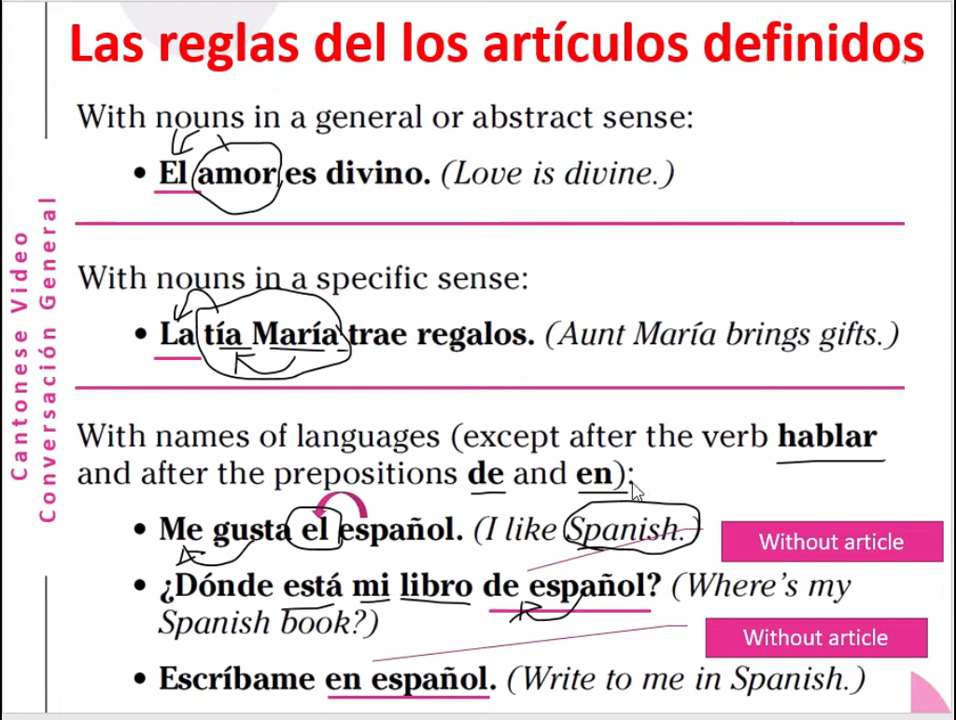 Las reglas del los artículos definidos
With nouns in a general or abstract sense:
• El amor es divino. (Love is divine.)
With nouns in a specific sense:
• La tía María trae regalos. (Aunt María brings gifts.)
With names of languages (except after the verb hablar
and after the prepositions de and en):
• Me gusta el español. (I like Spanish.)
Without article
• ¿Dónde está mi libro de español? (Where's my
Spanish book?)
Without article
• Escríbame en español. (Write to me in Spanish.)
Cantonese Video
Conversación General